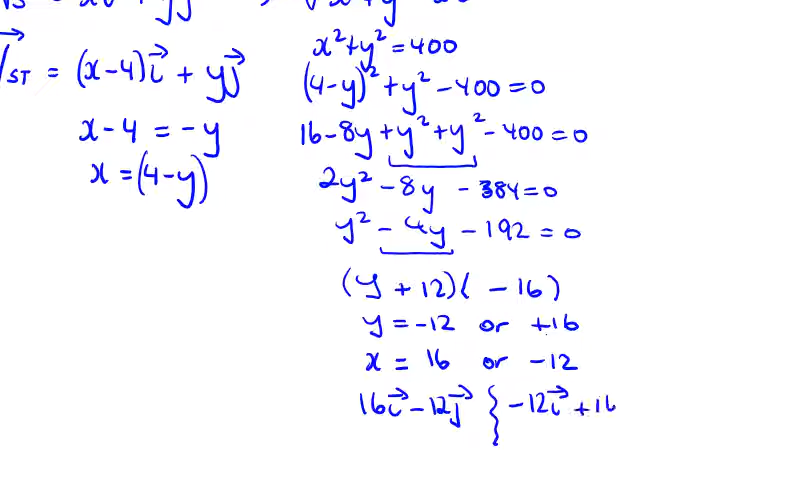 x² + y² = 400
V⃗ST = (x-4)i⃗ + yj⃗
(4-y)² + y² - 400 = 0
x - 4 = -y
16 - 8y + y² + y² - 400 = 0
x = (4-y)
2y² - 8y - 384 = 0
y² - 4y - 192 = 0
(y + 12)( - 16)
y = -12 or +16
x = 16 or -12
16i⃗ - 12j⃗ } -12i⃗ + 16